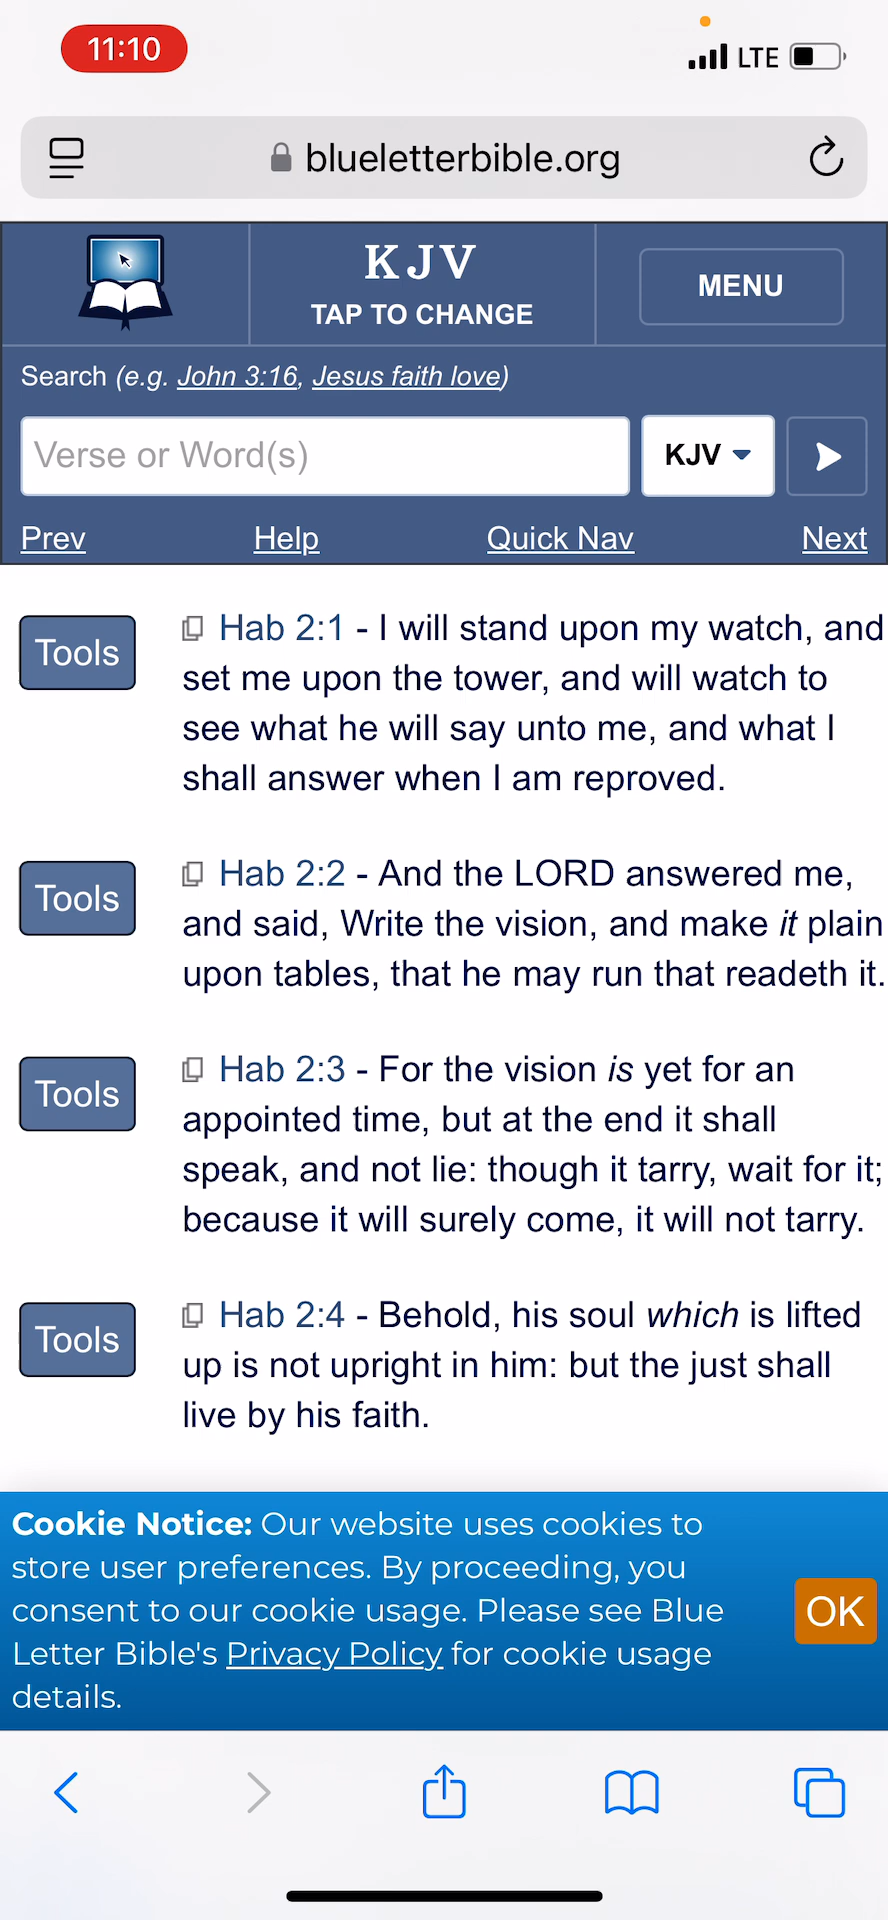 11:10
LTE
blueletterbible.org
KJV
TAP TO CHANGE
MENU
Search (e.g. John 3:16, Jesus faith love)
Verse or Word(s)
KJV
Prev Help Quick Nav Next
Tools
Hab 2:1 - I will stand upon my watch, and
set me upon the tower, and will watch to
see what he will say unto me, and what I
shall answer when I am reproved.
Tools
Hab 2:2 - And the LORD answered me,
and said, Write the vision, and make it plain
upon tables, that he may run that readeth it.
Tools
Hab 2:3 - For the vision is yet for an
appointed time, but at the end it shall
speak, and not lie: though it tarry, wait for it;
because it will surely come, it will not tarry.
Tools
Hab 2:4 - Behold, his soul which is lifted
up is not upright in him: but the just shall
live by his faith.
Cookie Notice: Our website uses cookies to
store user preferences. By proceeding, you
consent to our cookie usage. Please see Blue
Letter Bible's Privacy Policy for cookie usage
details.
OK